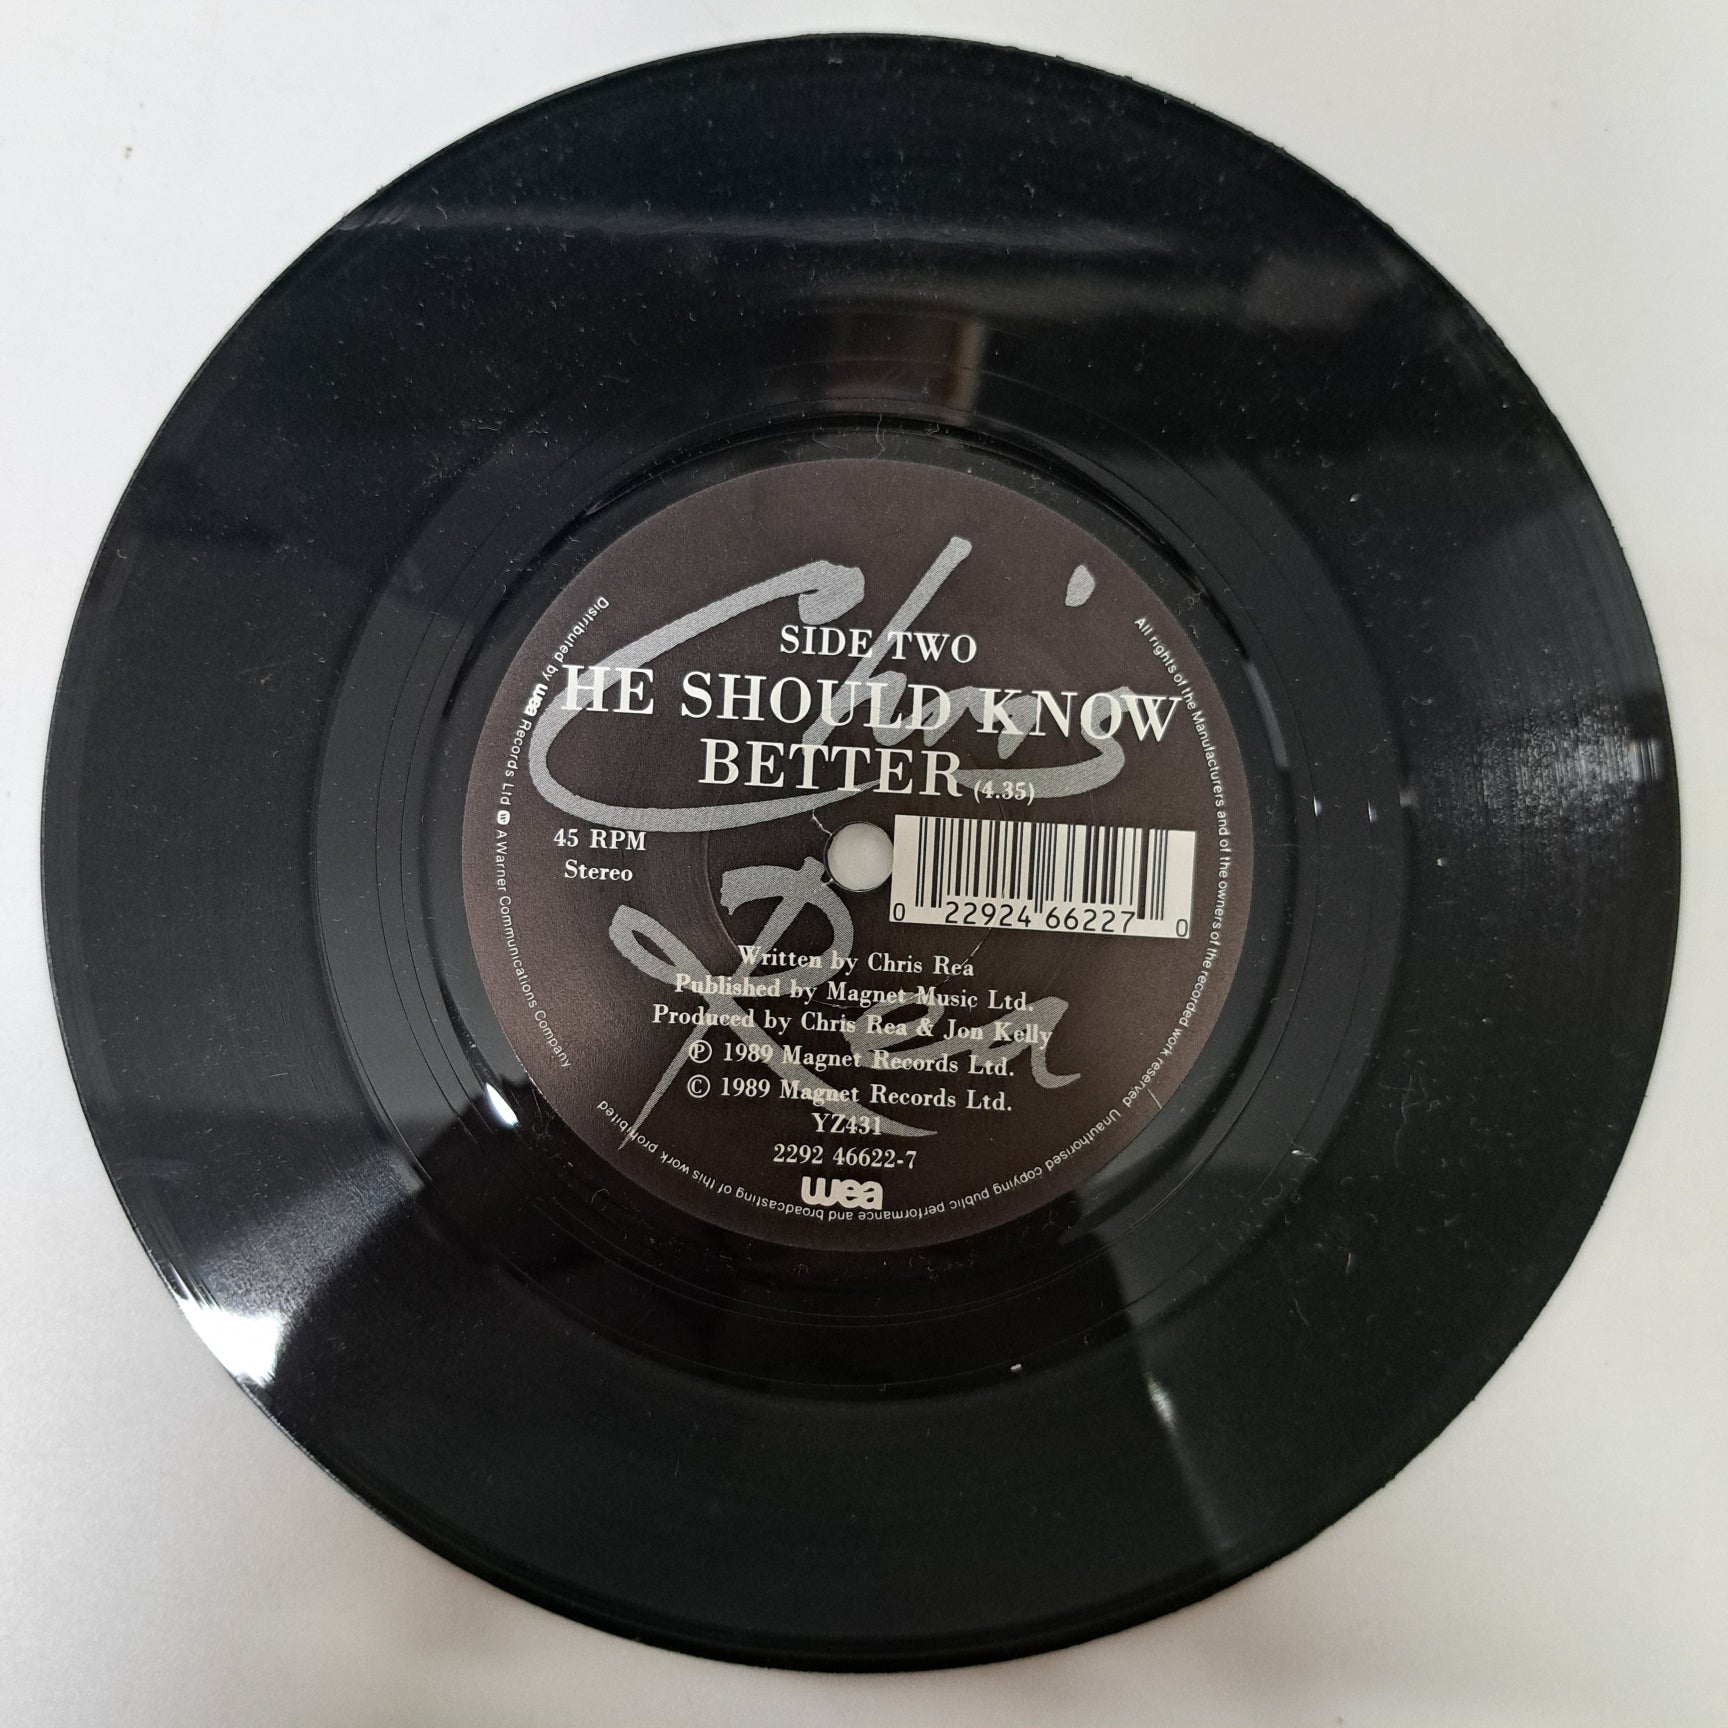 Chris Rea
SIDE TWO
HE SHOULD KNOW
BETTER (4.35)
45 RPM
Stereo
0 22924 66227 0
Written by Chris Rea
Published by Magnet Music Ltd.
Produced by Chris Rea & Jon Kelly
℗ 1989 Magnet Records Ltd.
© 1989 Magnet Records Ltd.
YZ431
2292 46622-7
wea
Distributed by wea Records Ltd W A Warner Communications Company
All rights of the Manufacturers and of the owners of the recorded work reserved Unauthorised copying public performance and broadcasting of this work prohibited